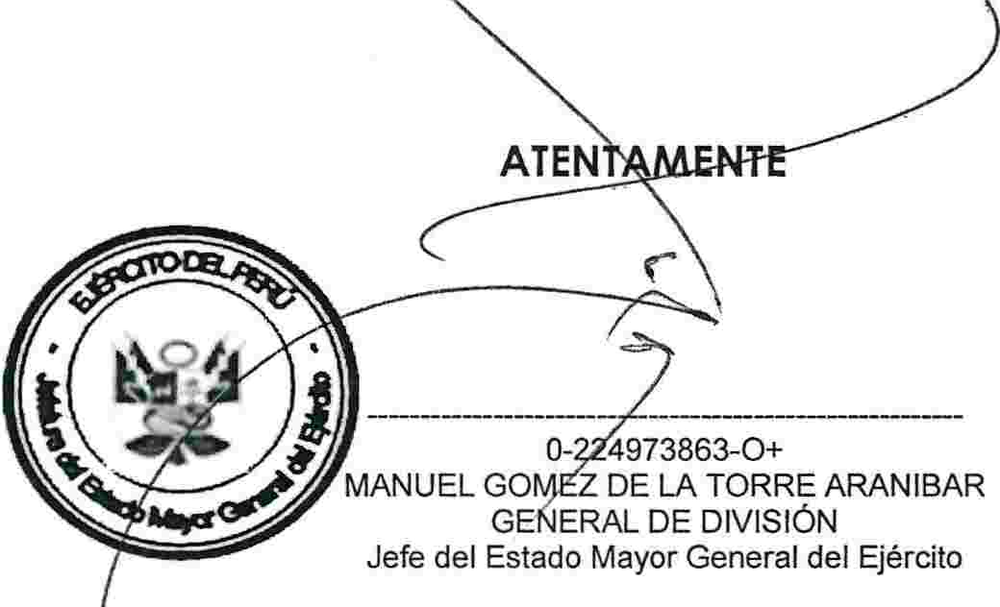 ATENTAMENTE
EJÉRCITO DEL PERÚ
- Jefatura del Estado Mayor General del Ejército -
--------------------------------------------------------------
0-224973863-O+
MANUEL GOMEZ DE LA TORRE ARANIBAR
GENERAL DE DIVISIÓN
Jefe del Estado Mayor General del Ejército